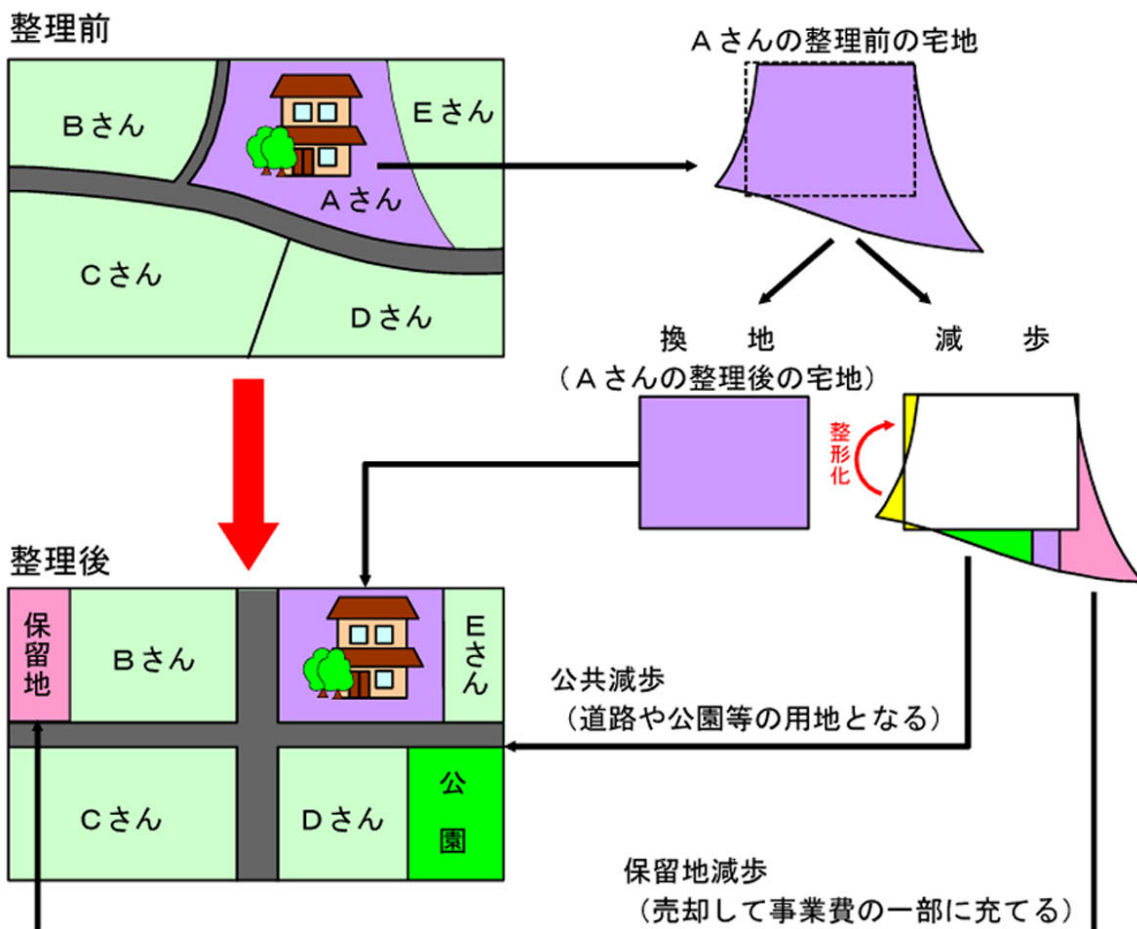 整理前
Bさん
Eさん
Aさん
Cさん
Dさん
Aさんの整理前の宅地
換地
(Aさんの整理後の宅地)
減歩
整形化
整理後
保留地
Bさん
Eさん
Cさん
Dさん
公園
公共減歩
(道路や公園等の用地となる)
保留地減歩
(売却して事業費の一部に充てる)